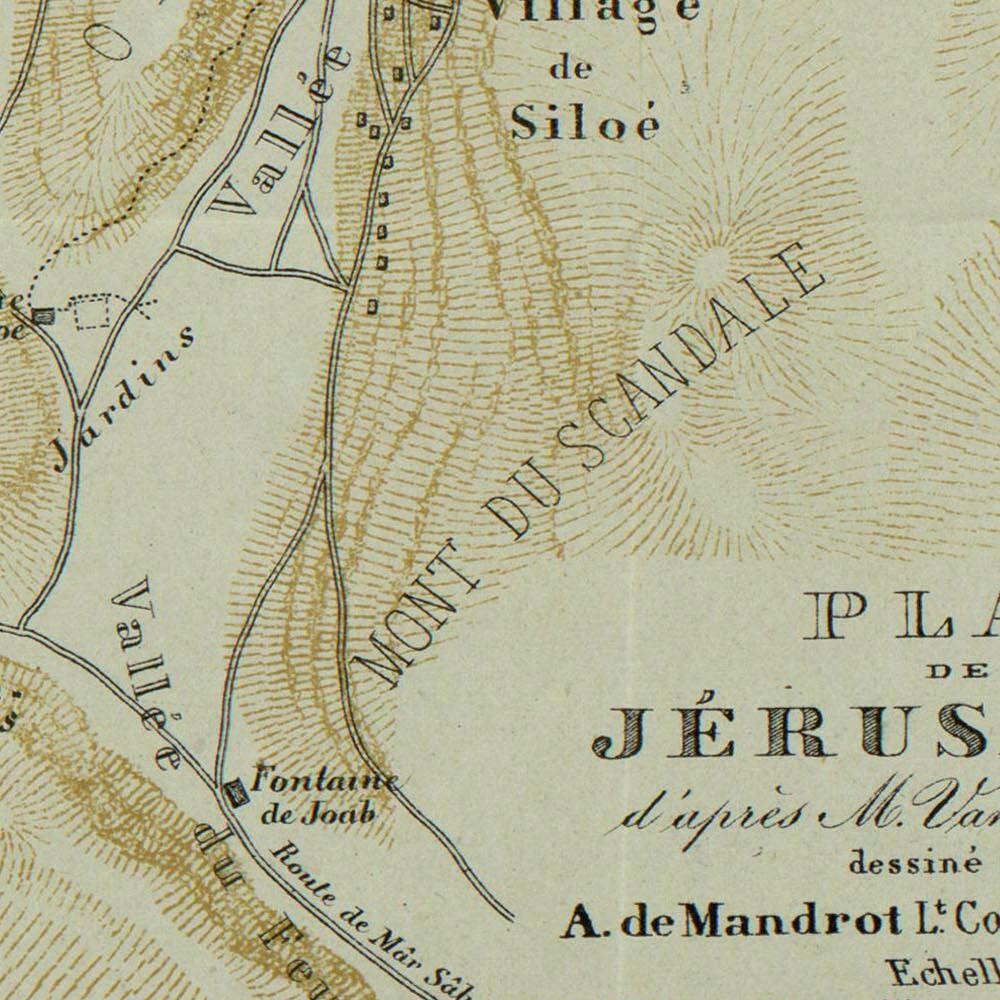 Village
de
Siloé
O
Vallée
Jardins
MONT DU SCANDALE
Vallée
du Feu
Fontaine
de Joab
Route de Mâr Sâb
PLA
DE
JÉRUS
d'après M. Van
dessiné
A. de Mandrot Lt. Co
Echell